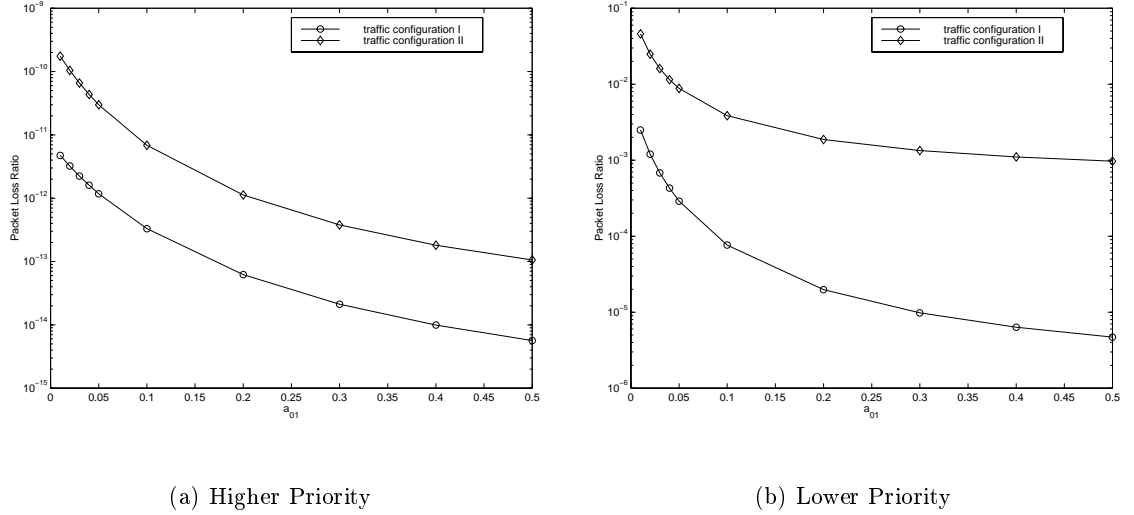 traffic configuration I
traffic configuration II
10^−9
10^−10
10^−11
10^−12
10^−13
10^−14
10^−15
Packet Loss Ratio
0 0.05 0.1 0.15 0.2 0.25 0.3 0.35 0.4 0.45 0.5
a_01
(a) Higher Priority
traffic configuration I
traffic configuration II
10^−1
10^−2
10^−3
10^−4
10^−5
10^−6
Packet Loss Ratio
0 0.05 0.1 0.15 0.2 0.25 0.3 0.35 0.4 0.45 0.5
a_01
(b) Lower Priority